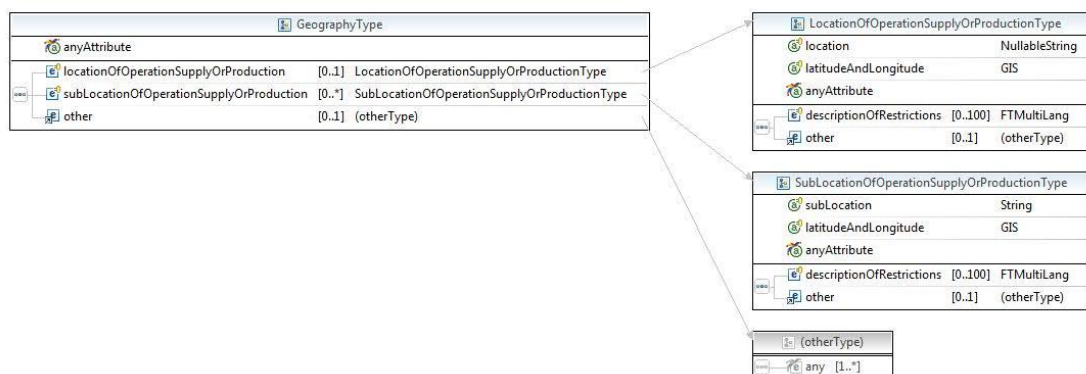 GeographyType
anyAttribute
locationOfOperationSupplyOrProduction [0..1] LocationOfOperationSupplyOrProductionType
subLocationOfOperationSupplyOrProduction [0..*] SubLocationOfOperationSupplyOrProductionType
other [0..1] (otherType)
LocationOfOperationSupplyOrProductionType
location NullableString
latitudeAndLongitude GIS
anyAttribute
descriptionOfRestrictions [0..100] FTMultiLang
other [0..1] (otherType)
SubLocationOfOperationSupplyOrProductionType
subLocation String
latitudeAndLongitude GIS
anyAttribute
descriptionOfRestrictions [0..100] FTMultiLang
other [0..1] (otherType)
(otherType)
any [1..*]